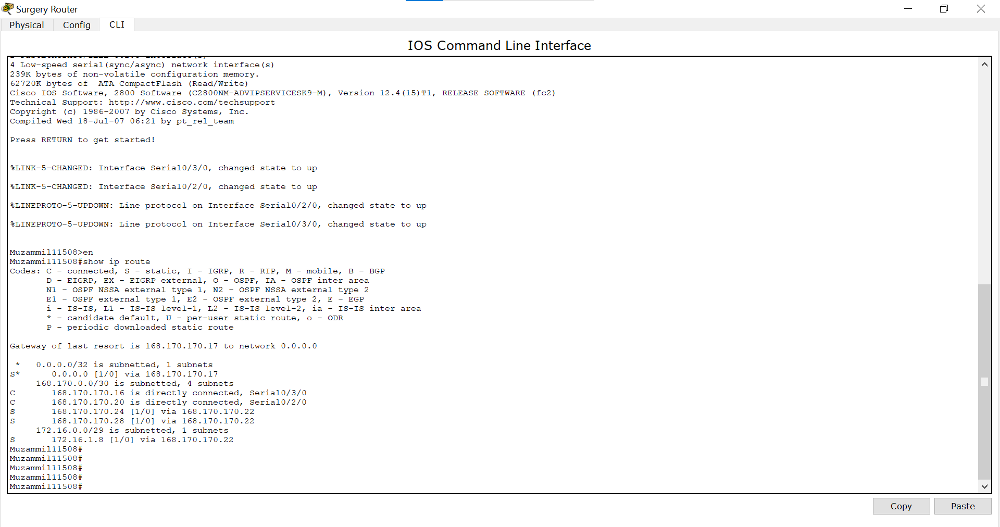 Surgery Router
Physical Config CLI
IOS Command Line Interface
4 Low-speed serial(sync/async) network interface(s)
239K bytes of non-volatile configuration memory.
62720K bytes of  ATA CompactFlash (Read/Write)
Cisco IOS Software, 2800 Software (C2800NM-ADVIPSERVICESK9-M), Version 12.4(15)T1, RELEASE SOFTWARE (fc2)
Technical Support: http://www.cisco.com/techsupport
Copyright (c) 1986-2007 by Cisco Systems, Inc.
Compiled Wed 18-Jul-07 06:21 by pt_rel_team
Press RETURN to get started!
%LINK-5-CHANGED: Interface Serial0/3/0, changed state to up
%LINK-5-CHANGED: Interface Serial0/2/0, changed state to up
%LINEPROTO-5-UPDOWN: Line protocol on Interface Serial0/2/0, changed state to up
%LINEPROTO-5-UPDOWN: Line protocol on Interface Serial0/3/0, changed state to up
Muzammil11508>en
Muzammil11508#show ip route
Codes: C - connected, S - static, I - IGRP, R - RIP, M - mobile, B - BGP
D - EIGRP, EX - EIGRP external, O - OSPF, IA - OSPF inter area
N1 - OSPF NSSA external type 1, N2 - OSPF NSSA external type 2
E1 - OSPF external type 1, E2 - OSPF external type 2, E - EGP
i - IS-IS, L1 - IS-IS level-1, L2 - IS-IS level-2, ia - IS-IS inter area
* - candidate default, U - per-user static route, o - ODR
P - periodic downloaded static route
Gateway of last resort is 168.170.170.17 to network 0.0.0.0
* 0.0.0.0/32 is subnetted, 1 subnets
S* 0.0.0.0 [1/0] via 168.170.170.17
168.170.0.0/30 is subnetted, 4 subnets
C 168.170.170.16 is directly connected, Serial0/3/0
C 168.170.170.20 is directly connected, Serial0/2/0
S 168.170.170.24 [1/0] via 168.170.170.22
S 168.170.170.28 [1/0] via 168.170.170.22
172.16.0.0/29 is subnetted, 1 subnets
S 172.16.1.8 [1/0] via 168.170.170.22
Muzammil11508#
Muzammil11508#
Muzammil11508#
Muzammil11508#
Muzammil11508#
Copy Paste